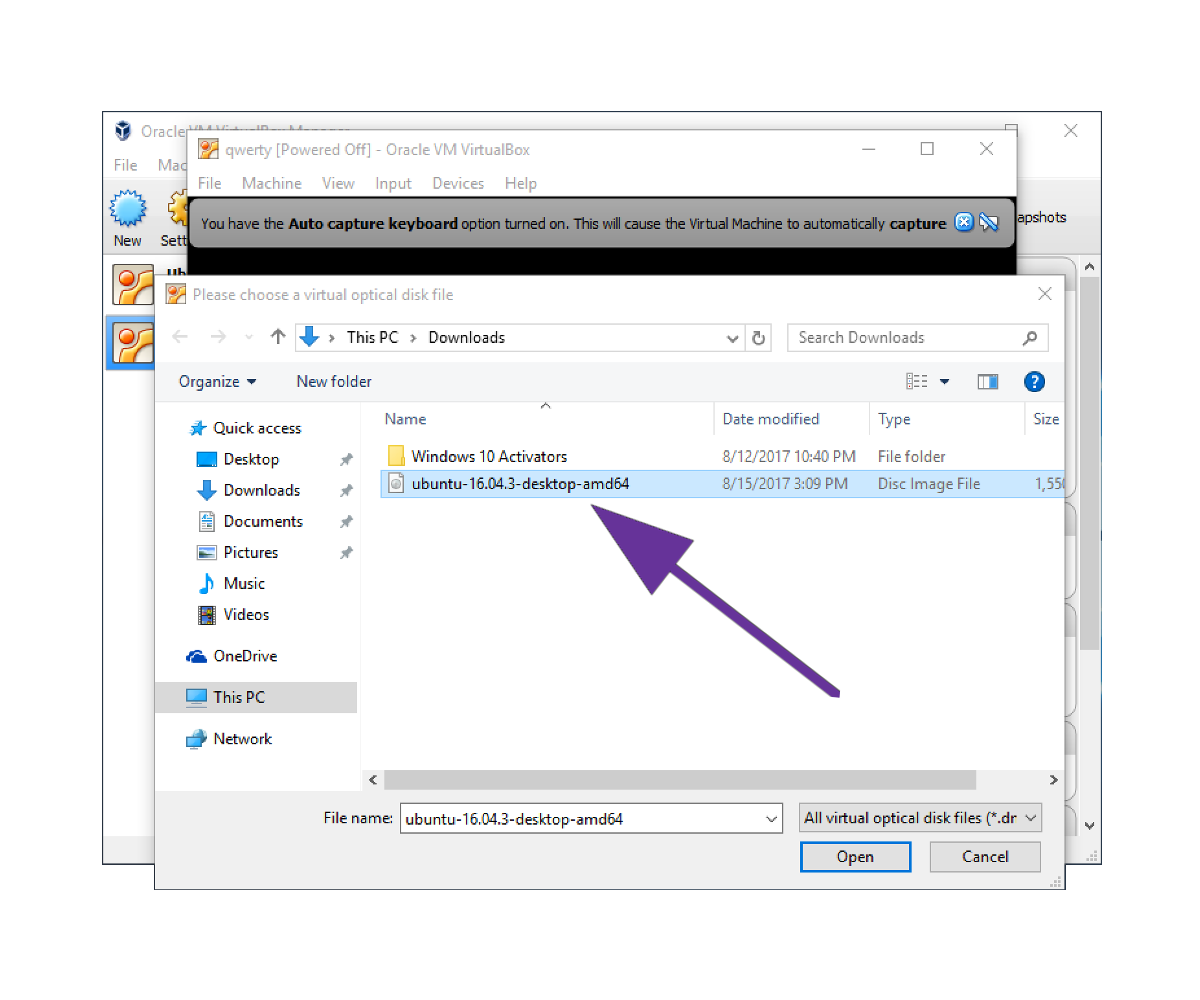 Oracle VM VirtualBox Manager
File Mac
New Sett
apshots
qwerty [Powered Off] - Oracle VM VirtualBox
File Machine View Input Devices Help
You have the Auto capture keyboard option turned on. This will cause the Virtual Machine to automatically capture
Please choose a virtual optical disk file
This PC > Downloads
Search Downloads
Organize New folder
Name Date modified Type Size
Windows 10 Activators 8/12/2017 10:40 PM File folder
ubuntu-16.04.3-desktop-amd64 8/15/2017 3:09 PM Disc Image File 1,550
Quick access
Desktop
Downloads
Documents
Pictures
Music
Videos
OneDrive
This PC
Network
File name: ubuntu-16.04.3-desktop-amd64 All virtual optical disk files (*.dr
Open Cancel